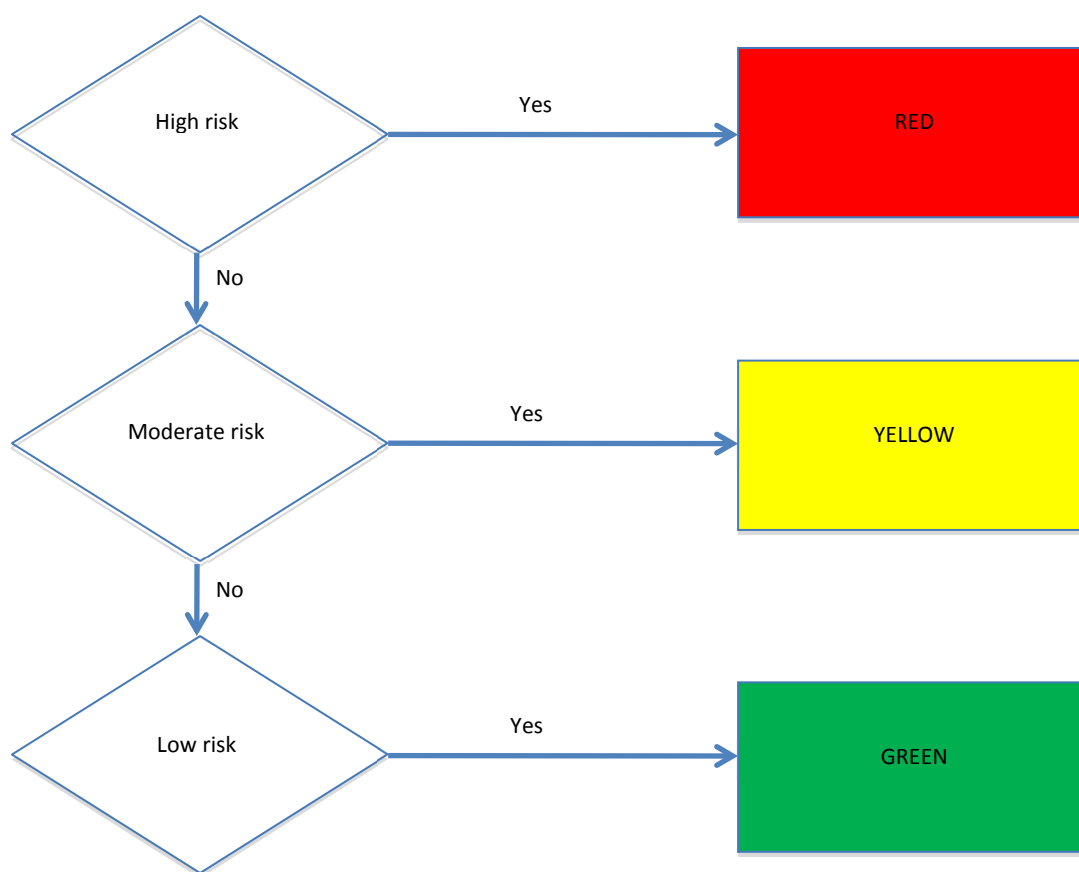 High risk
Yes
RED
No
Moderate risk
Yes
YELLOW
No
Low risk
Yes
GREEN